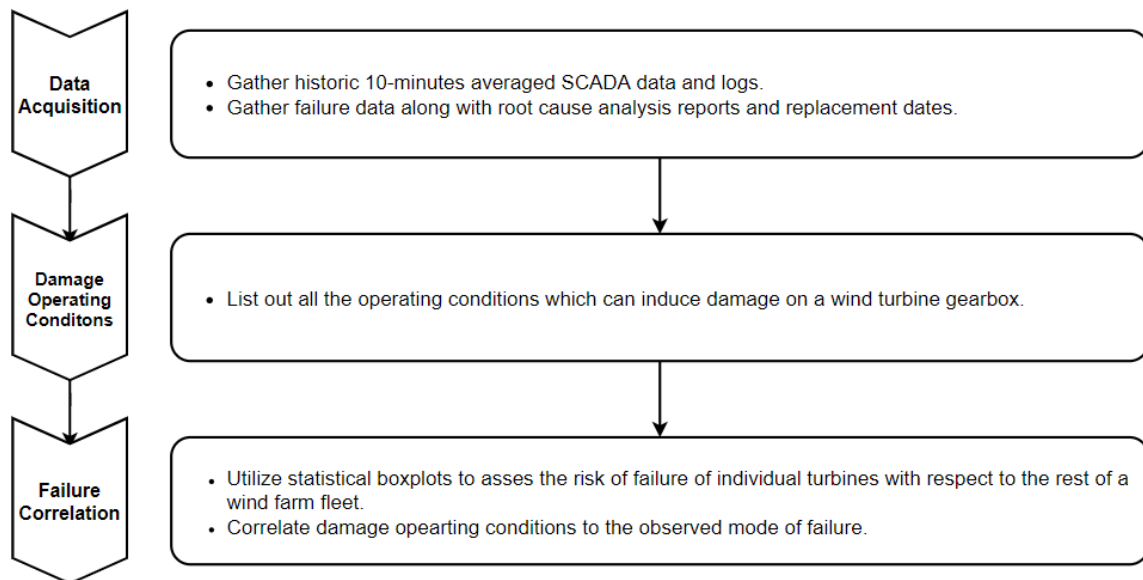 Data
Acquisition
• Gather historic 10-minutes averaged SCADA data and logs.
• Gather failure data along with root cause analysis reports and replacement dates.
Damage
Operating
Conditons
• List out all the operating conditions which can induce damage on a wind turbine gearbox.
Failure
Correlation
• Utilize statistical boxplots to asses the risk of failure of individual turbines with respect to the rest of a
wind farm fleet.
• Correlate damage opearting conditions to the observed mode of failure.